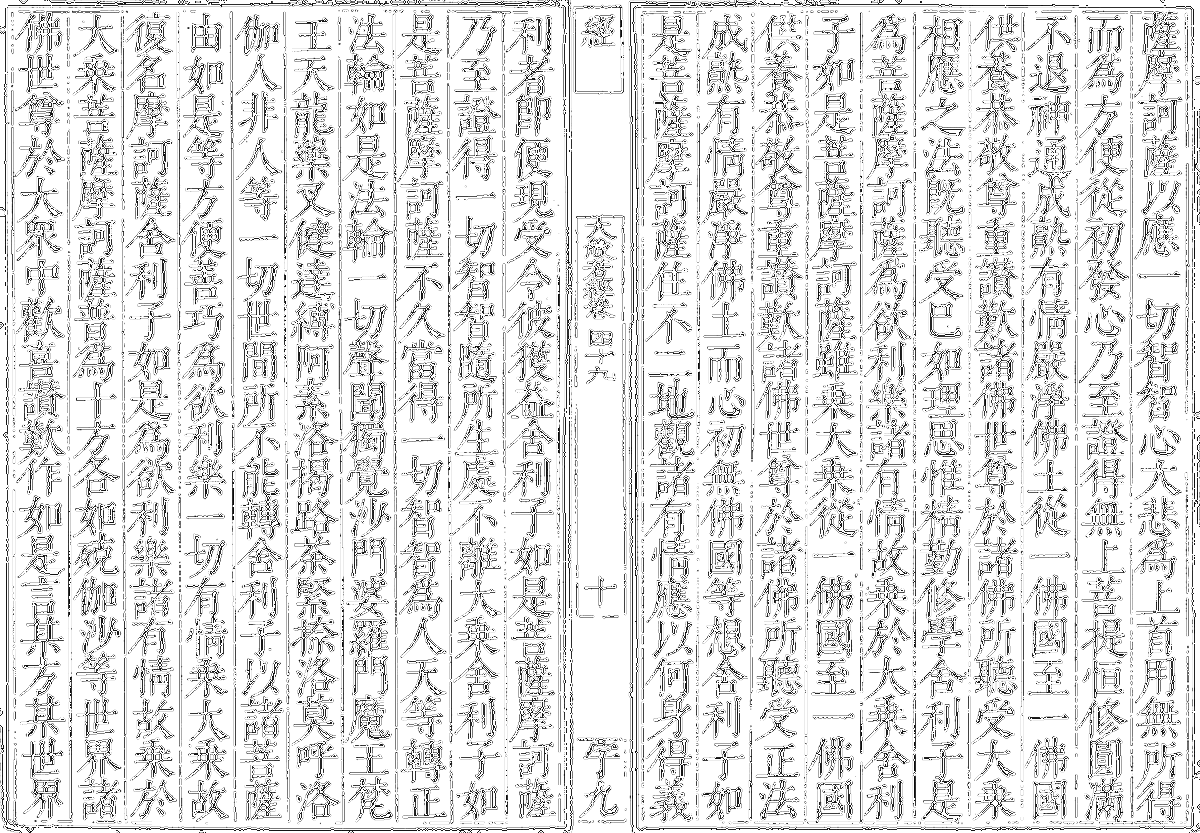 薩摩訶薩以應一切智智心大悲為上首用無所得
而為方便從初發心乃至證得無上菩提恒修圓滿
不退神通成熟有情嚴淨佛土從一佛國至一佛國
供養恭敬尊重讚歎諸佛世尊於諸佛所聽受大乘
相應之法既聽受已如理思惟精勤修學舍利子是
為菩薩摩訶薩為欲利樂諸有情故乘於大乘舍利
子如是菩薩摩訶薩雖乘大乘從一佛國至一佛國
供養恭敬尊重讚歎諸佛世尊於諸佛所聽受正法
成熟有情嚴淨佛土而心初無佛國等想舍利子如
是菩薩摩訶薩住不二地觀諸有情應以何身得義
經
大般若經 四十九
十
字九
利者即便現受令彼獲益舍利子如是菩薩摩訶薩
乃至證得一切智智隨所生處不離大乘舍利子如
是菩薩摩訶薩不久當得一切智智為人天等轉正
法輪如是法輪一切聲聞獨覺沙門婆羅門魔王梵
王天龍藥叉健達縛阿素洛揭路荼緊捺洛莫呼洛
伽人非人等一切世間所不能轉舍利子以諸菩薩
由如是等方便善巧為欲利樂一切有情乘大乘故
復名摩訶薩舍利子如是為欲利樂諸有情故乘於
大乘菩薩摩訶薩普為十方各如殑伽沙等世界諸
佛世尊於大眾中歡喜讚歎作如是言某方某世界